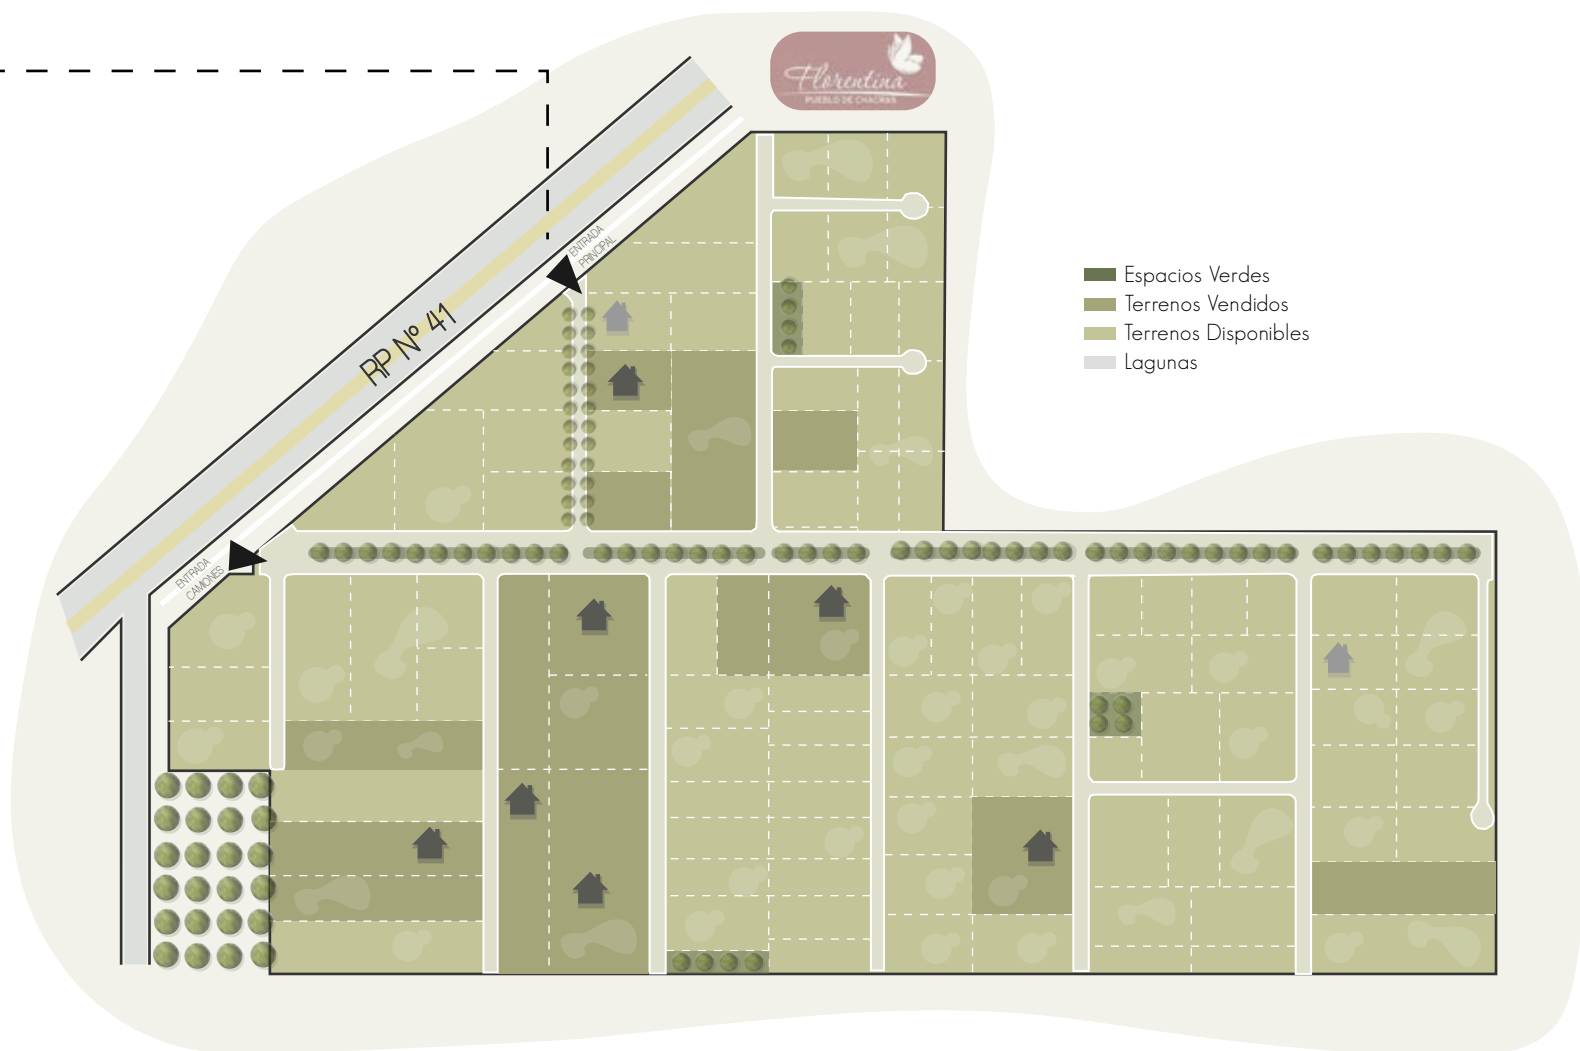 Florentina
PUEBLO DE CHACRAS
ENTRADA
PRINCIPAL
RP Nº 41
ENTRADA
CAMIONES
Espacios Verdes
Terrenos Vendidos
Terrenos Disponibles
Lagunas